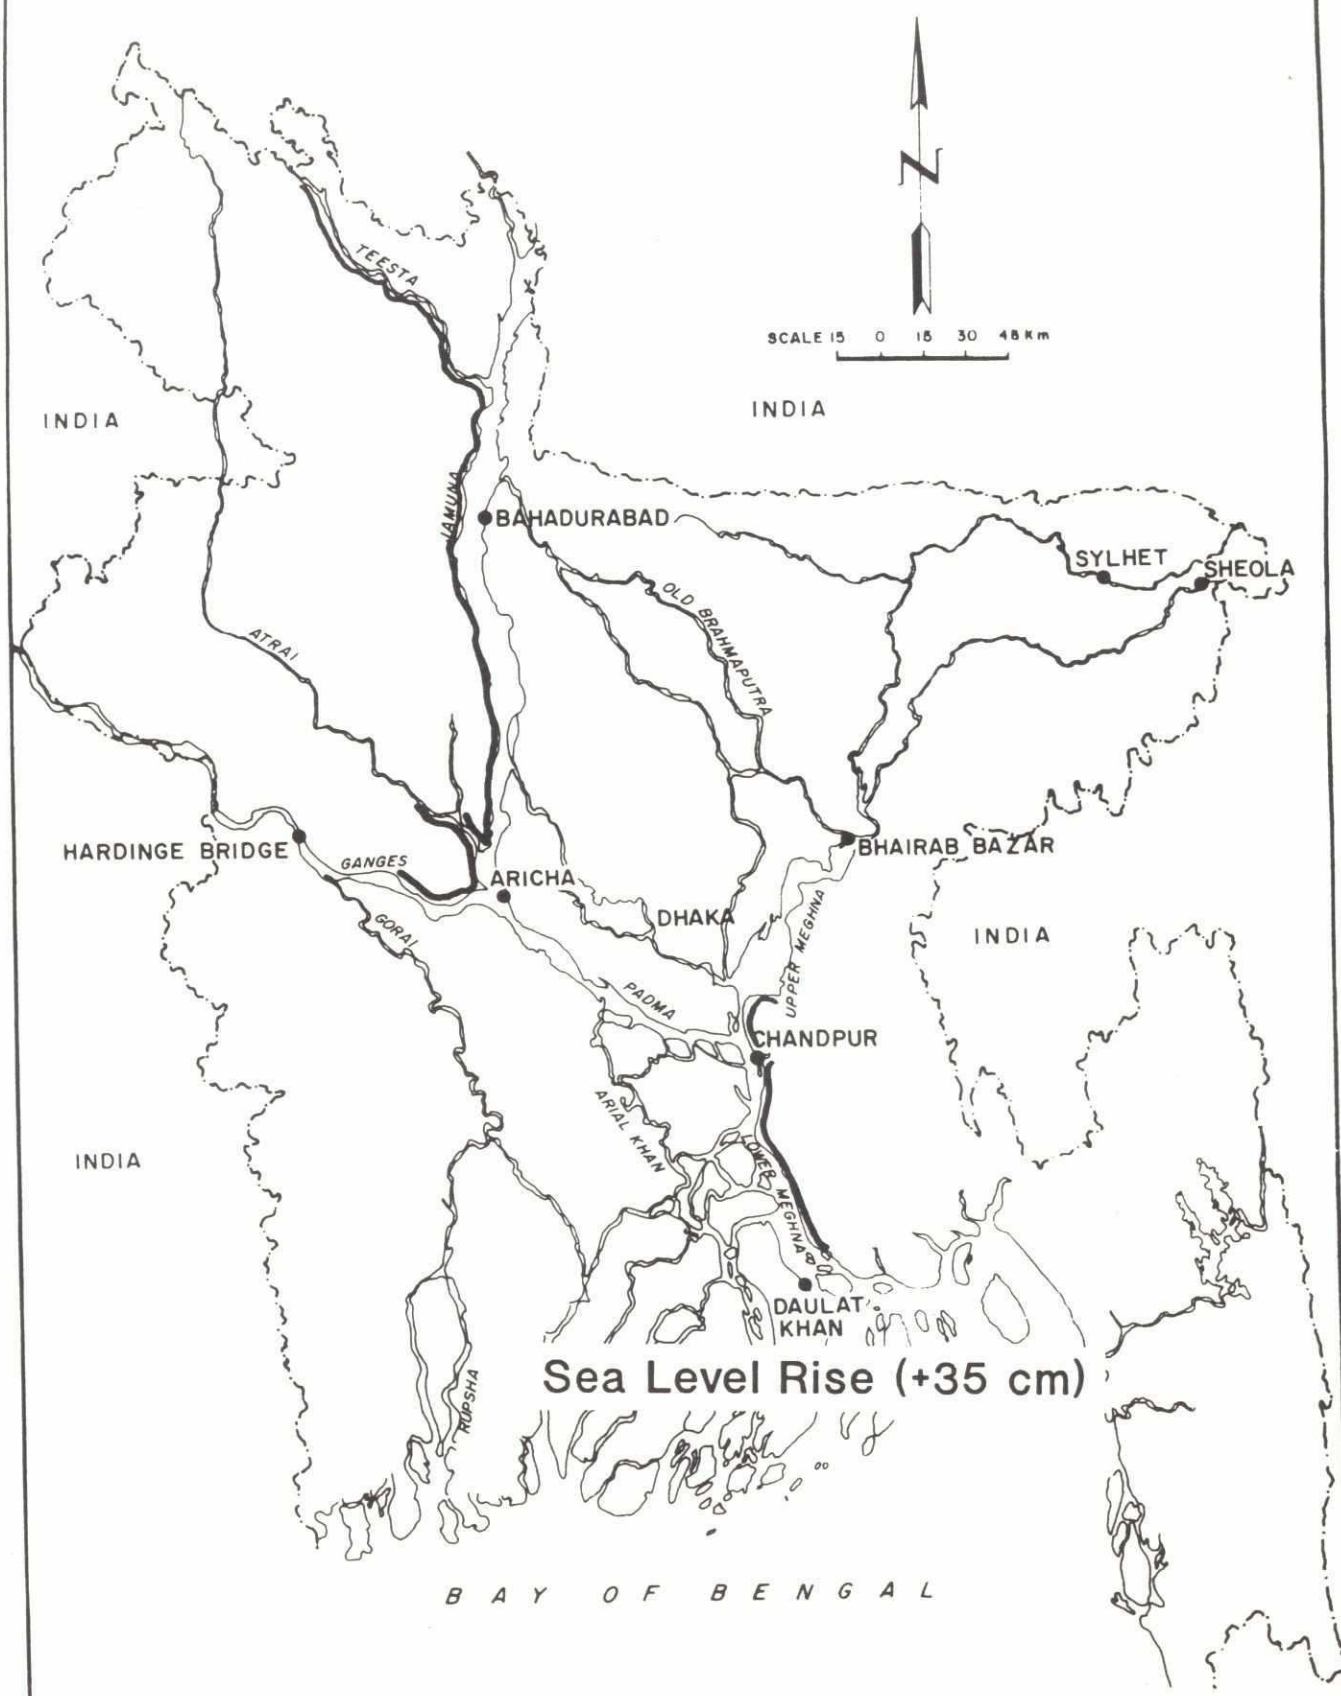 N
TEESTA
SCALE 15 0 15 30 45 Km
INDIA
INDIA
JAMUNA
BAHADURABAD
SYLHET
SHEOLA
OLD BRAHMAPUTRA
ATRAI
HARDINGE BRIDGE
GANGES
ARICHA
BHAIRAB BAZAR
DHAKA
UPPER MEGHNA
INDIA
GORAI
PADMA
CHANDPUR
ARIAL KHAN
INDIA
LOWER MEGHNA
DAULAT
KHAN
Sea Level Rise (+35 cm)
RUPSHA
BAY OF BENGAL